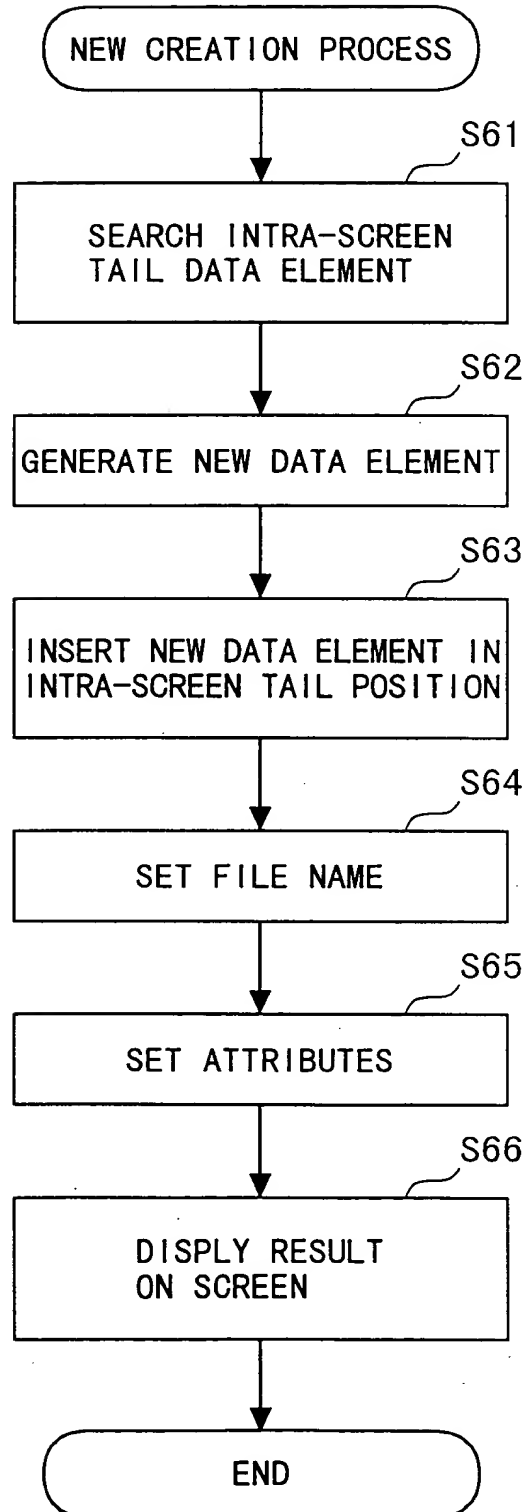 NEW CREATION PROCESS
S61
SEARCH INTRA-SCREEN
TAIL DATA ELEMENT
S62
GENERATE NEW DATA ELEMENT
S63
INSERT NEW DATA ELEMENT IN
INTRA-SCREEN TAIL POSITION
S64
SET FILE NAME
S65
SET ATTRIBUTES
S66
DISPLY RESULT
ON SCREEN
END